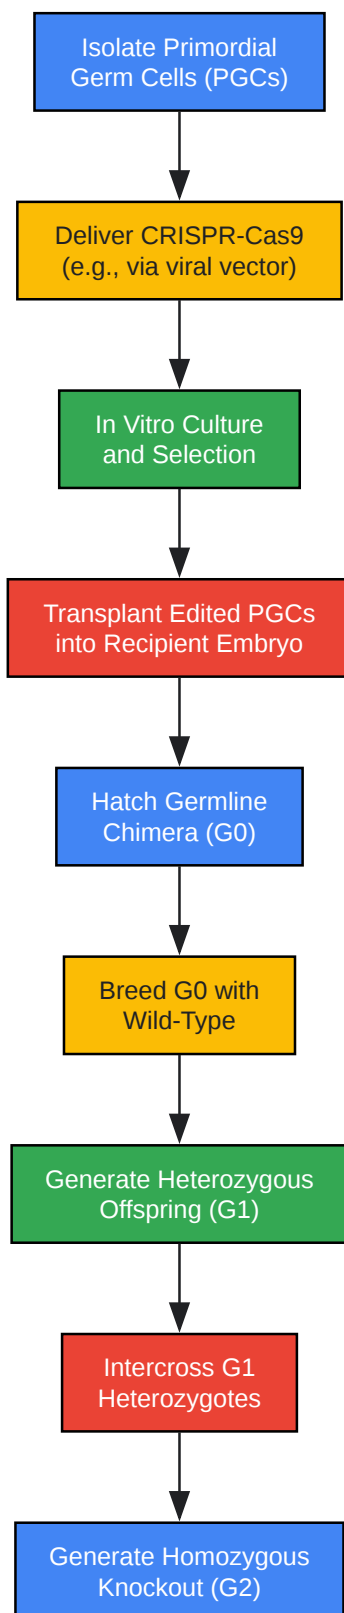 Isolate Primordial
Germ Cells (PGCs)
Deliver CRISPR-Cas9
(e.g., via viral vector)
In Vitro Culture
and Selection
Transplant Edited PGCs
into Recipient Embryo
Hatch Germline
Chimera (G0)
Breed G0 with
Wild-Type
Generate Heterozygous
Offspring (G1)
Intercross G1
Heterozygotes
Generate Homozygous
Knockout (G2)